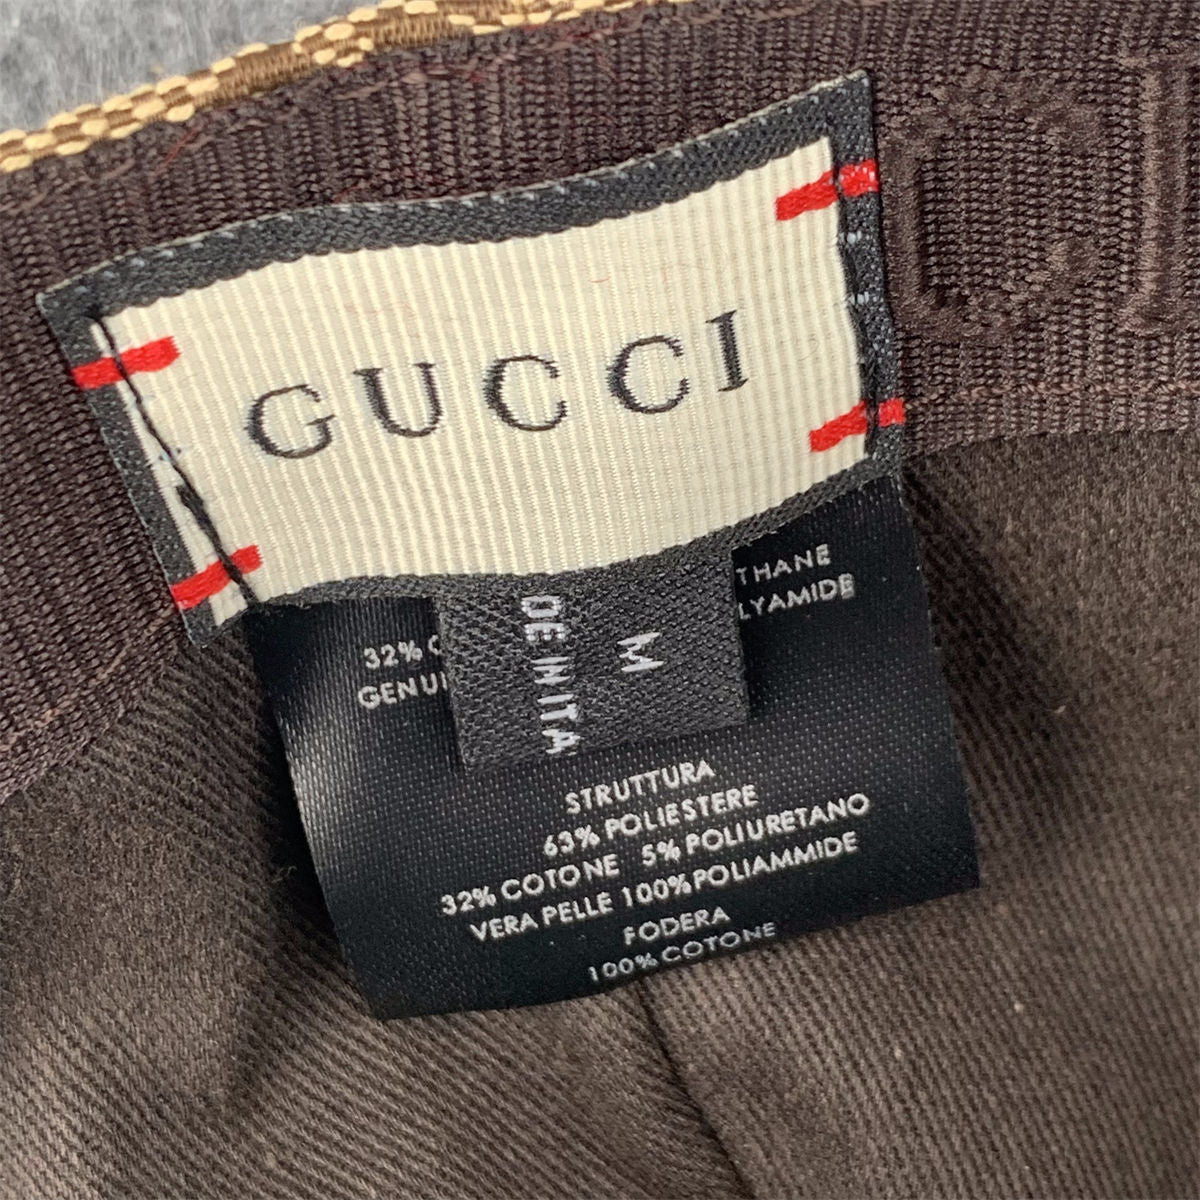 GUCCI
THANE
LYAMIDE
32% C
GENUI
M
DE IN ITA
STRUTTURA
63% POLIESTERE
32% COTONE 5% POLIURETANO
VERA PELLE 100% POLIAMMIDE
FODERA
100% COTONE